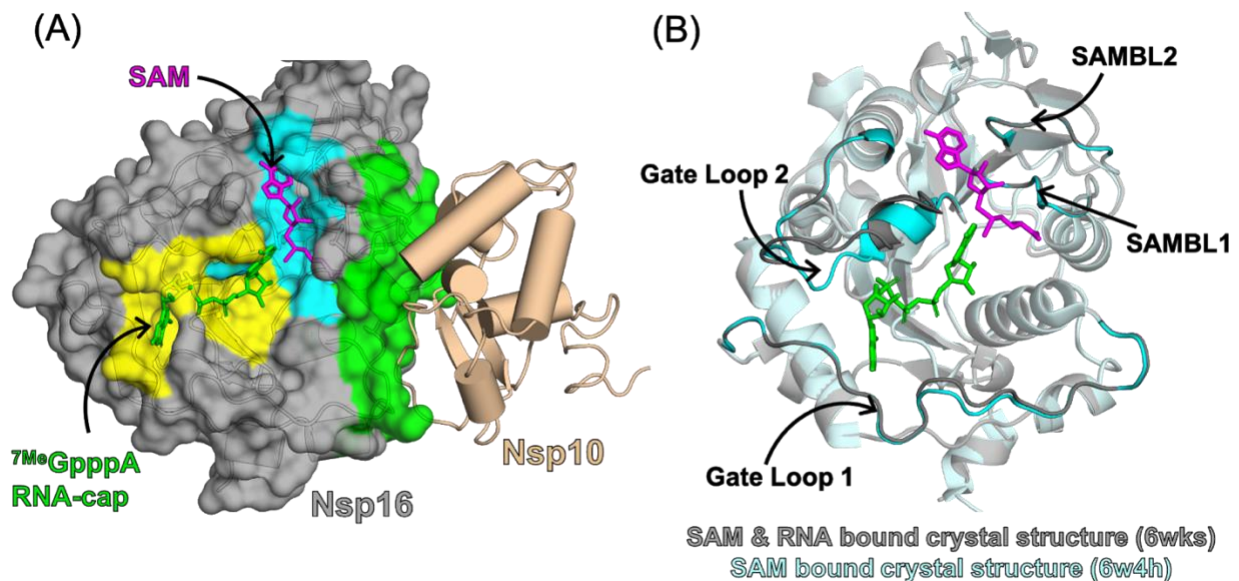 (A)
SAM
⁷ᴹᵉGpppA
RNA-cap
Nsp16
Nsp10
(B)
SAMBL2
Gate Loop 2
SAMBL1
Gate Loop 1
SAM & RNA bound crystal structure (6wks)
SAM bound crystal structure (6w4h)